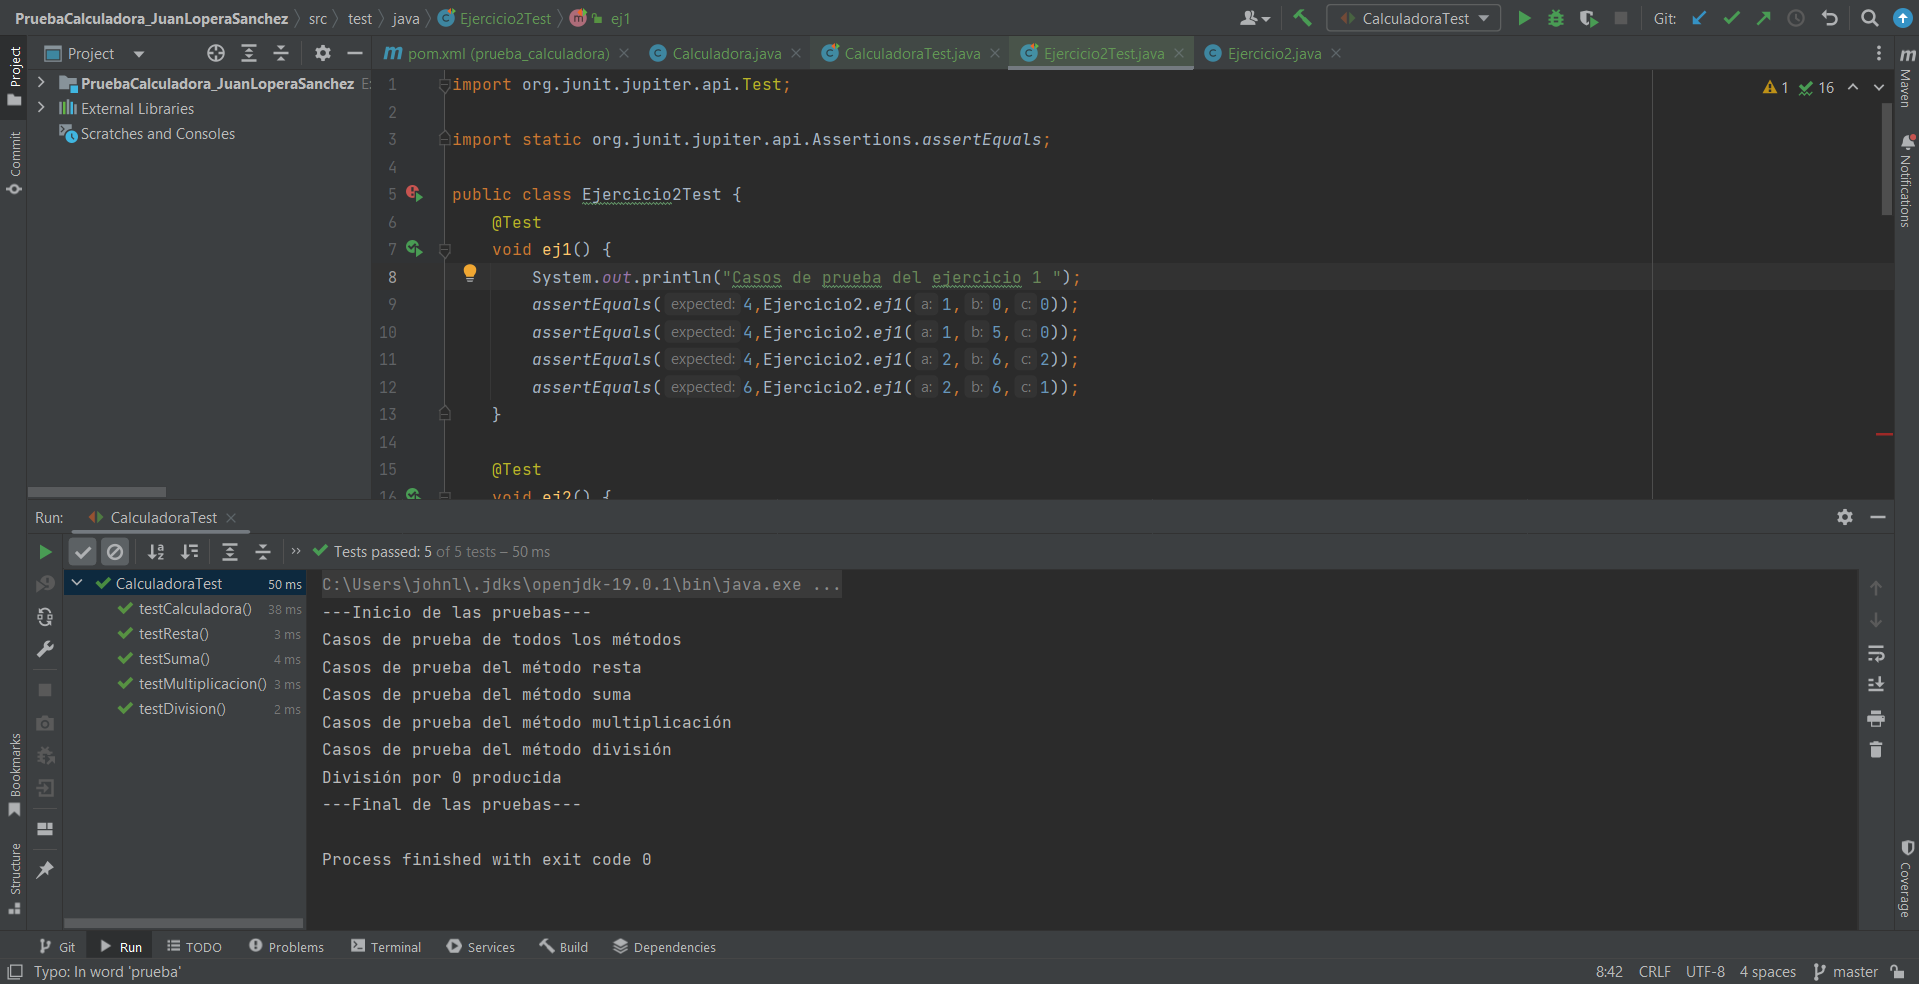 PruebaCalculadora_JuanLoperaSanchez
src
test
java
Ejercicio2Test
ej1
CalculadoraTest
Git:
Project
pom.xml (prueba_calculadora)
Calculadora.java
CalculadoraTest.java
Ejercicio2Test.java
Ejercicio2.java
Project
Commit
Bookmarks
Structure
PruebaCalculadora_JuanLoperaSanchez
External Libraries
Scratches and Consoles
1 import org.junit.jupiter.api.Test;
2
3 import static org.junit.jupiter.api.Assertions.assertEquals;
4
5 public class Ejercicio2Test {
6 @Test
7 void ej1() {
8 System.out.println("Casos de prueba del ejercicio 1 ");
9 assertEquals( expected: 4,Ejercicio2.ej1( a: 1, b: 0, c: 0));
10 assertEquals( expected: 4,Ejercicio2.ej1( a: 1, b: 5, c: 0));
11 assertEquals( expected: 4,Ejercicio2.ej1( a: 2, b: 6, c: 2));
12 assertEquals( expected: 6,Ejercicio2.ej1( a: 2, b: 6, c: 1));
13 }
14
15 @Test
16 void ej2() {
1 16
Maven
Notifications
Coverage
Run: CalculadoraTest
Tests passed: 5 of 5 tests – 50 ms
CalculadoraTest 50 ms
testCalculadora() 38 ms
testResta() 3 ms
testSuma() 4 ms
testMultiplicacion() 3 ms
testDivision() 2 ms
C:\Users\johnl\.jdks\openjdk-19.0.1\bin\java.exe ...
---Inicio de las pruebas---
Casos de prueba de todos los métodos
Casos de prueba del método resta
Casos de prueba del método suma
Casos de prueba del método multiplicación
Casos de prueba del método división
División por 0 producida
---Final de las pruebas---
Process finished with exit code 0
Git
Run
TODO
Problems
Terminal
Services
Build
Dependencies
Typo: In word 'prueba'
8:42 CRLF UTF-8 4 spaces master